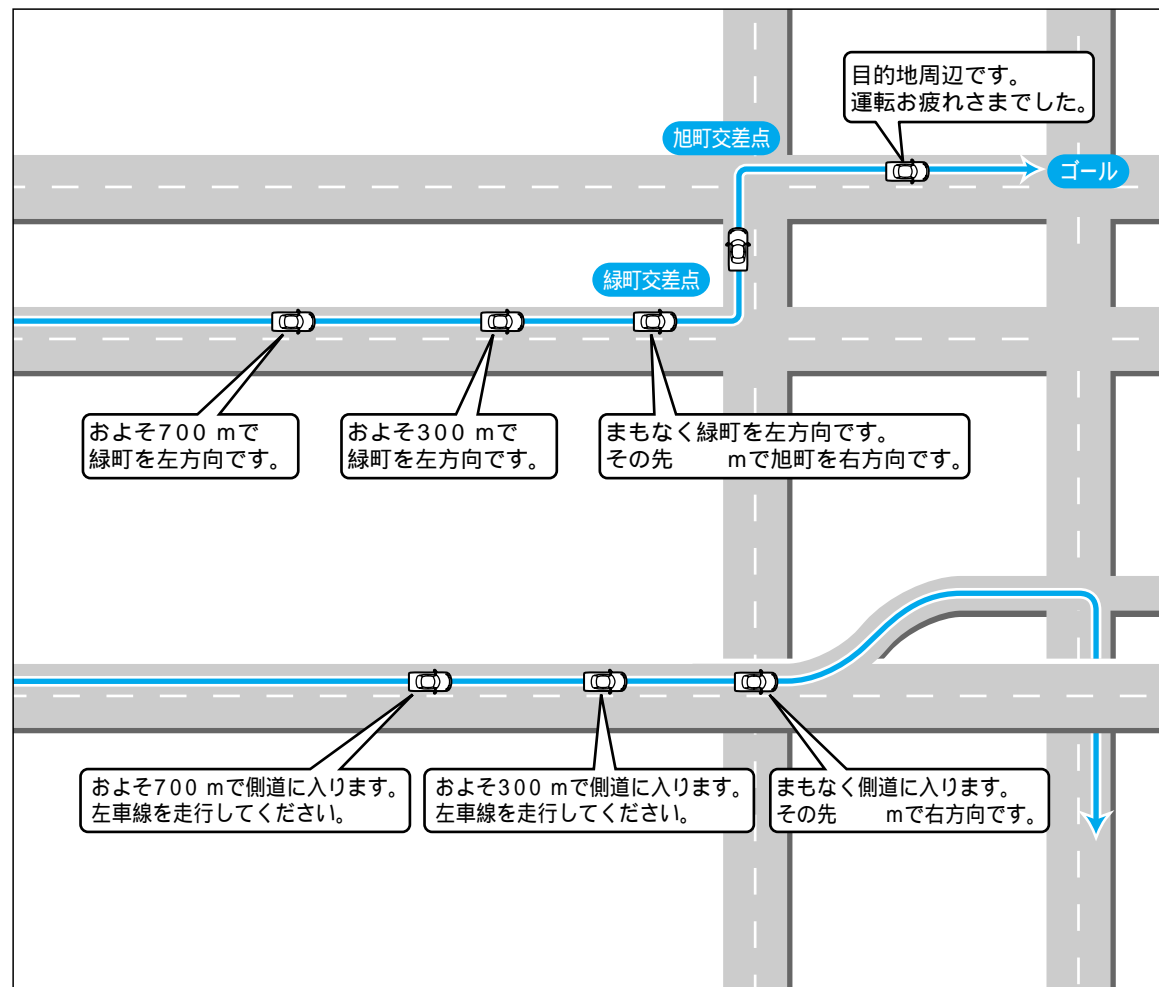 目的地周辺です。
運転お疲れさまでした。
旭町交差点
ゴール
緑町交差点
およそ700 mで
緑町を左方向です。
およそ300 mで
緑町を左方向です。
まもなく緑町を左方向です。
その先　　mで旭町を右方向です。
およそ700 mで側道に入ります。
左車線を走行してください。
およそ300 mで側道に入ります。
左車線を走行してください。
まもなく側道に入ります。
その先　　mで右方向です。